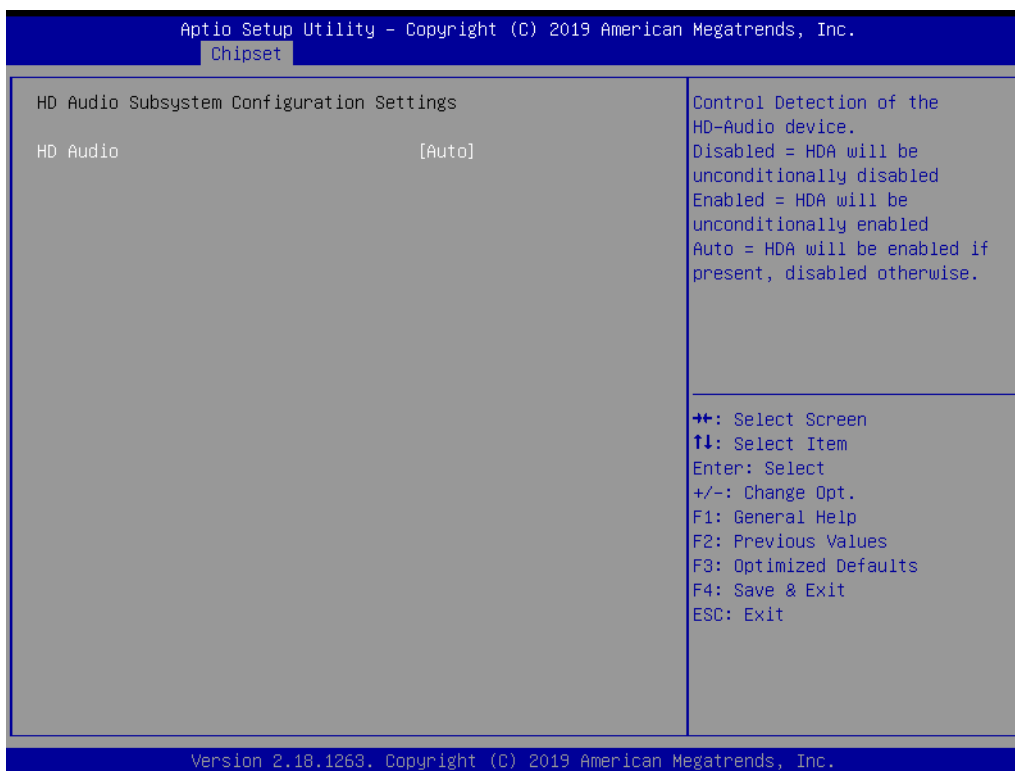 Aptio Setup Utility – Copyright (C) 2019 American Megatrends, Inc.
Chipset
HD Audio Subsystem Configuration Settings
HD Audio [Auto]
Control Detection of the
HD-Audio device.
Disabled = HDA will be
unconditionally disabled
Enabled = HDA will be
unconditionally enabled
Auto = HDA will be enabled if
present, disabled otherwise.
→←: Select Screen
↑↓: Select Item
Enter: Select
+/-: Change Opt.
F1: General Help
F2: Previous Values
F3: Optimized Defaults
F4: Save & Exit
ESC: Exit
Version 2.18.1263. Copyright (C) 2019 American Megatrends, Inc.